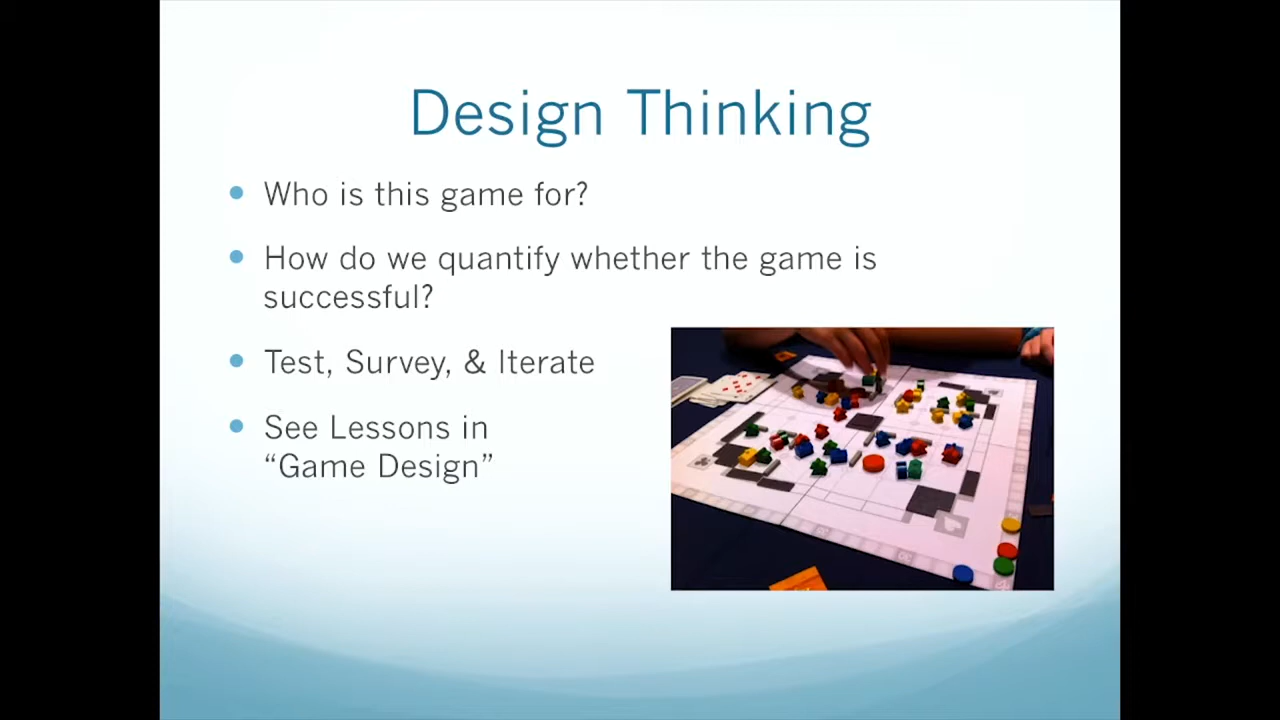 Design Thinking
Who is this game for?
How do we quantify whether the game is
successful?
Test, Survey, & Iterate
See Lessons in
“Game Design”